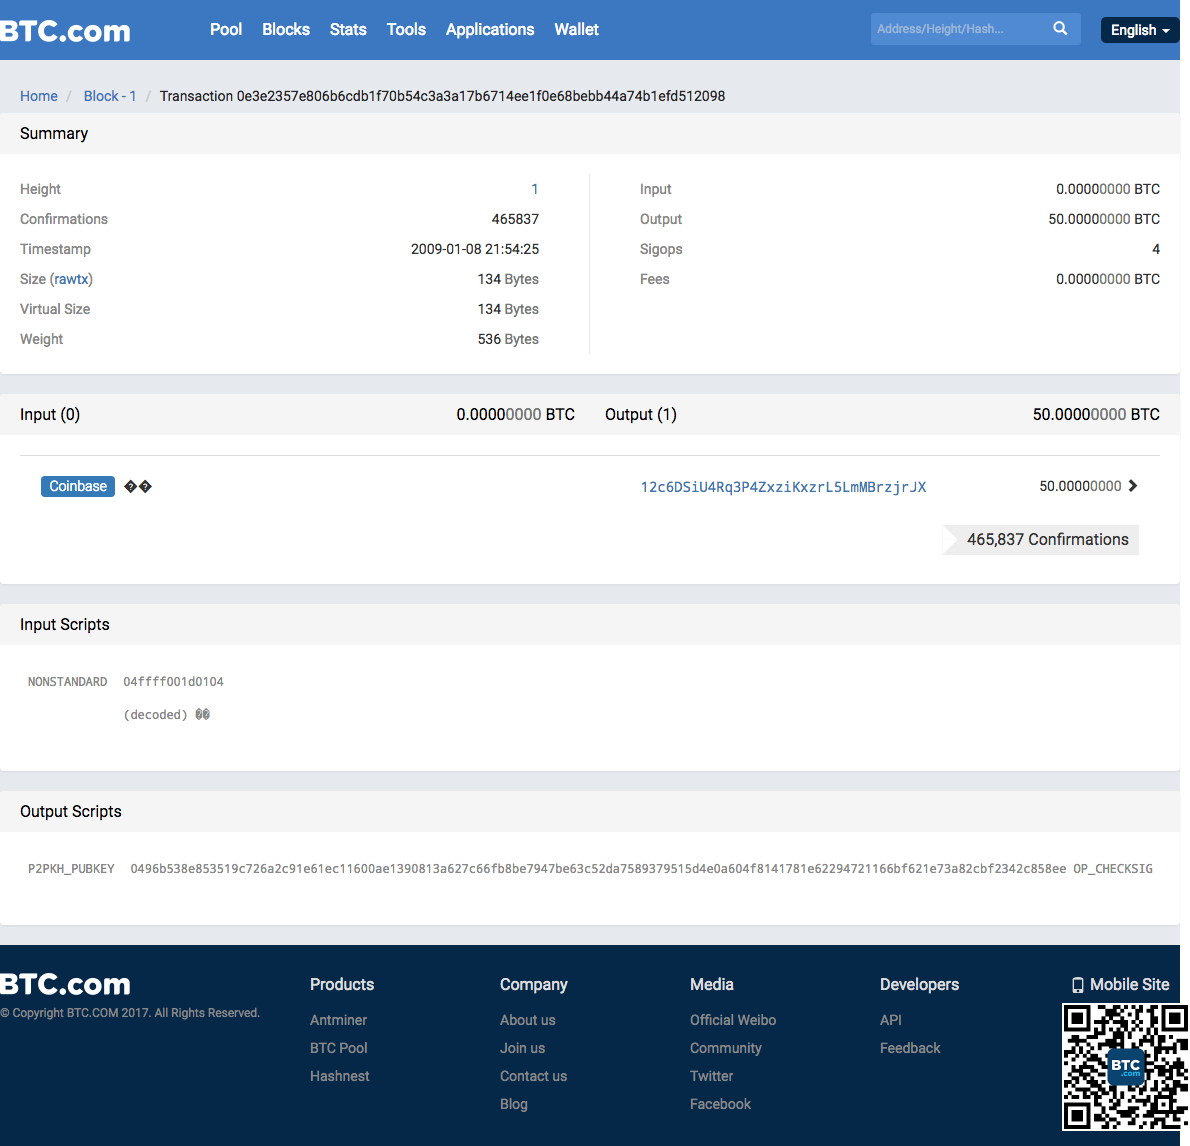 BTC.com
Pool Blocks Stats Tools Applications Wallet
Address/Height/Hash...
English
Home / Block - 1 / Transaction 0e3e2357e806b6cdb1f70b54c3a3a17b6714ee1f0e68bebb44a74b1efd512098
Summary
Height 1
Confirmations 465837
Timestamp 2009-01-08 21:54:25
Size (rawtx) 134 Bytes
Virtual Size 134 Bytes
Weight 536 Bytes
Input 0.00000000 BTC
Output 50.00000000 BTC
Sigops 4
Fees 0.00000000 BTC
Input (0) 0.00000000 BTC
Output (1) 50.00000000 BTC
Coinbase ��
12c6DSiU4Rq3P4ZxziKxzrL5LmMBrzjrJX 50.00000000
465,837 Confirmations
Input Scripts
NONSTANDARD 04ffff001d0104
(decoded) ��
Output Scripts
P2PKH_PUBKEY 0496b538e853519c726a2c91e61ec11600ae1390813a627c66fb8be7947be63c52da7589379515d4e0a604f8141781e62294721166bf621e73a82cbf2342c858ee OP_CHECKSIG
BTC.com
© Copyright BTC.COM 2017. All Rights Reserved.
Products
Antminer
BTC Pool
Hashnest
Company
About us
Join us
Contact us
Blog
Media
Official Weibo
Community
Twitter
Facebook
Developers
API
Feedback
Mobile Site
BTC
.com